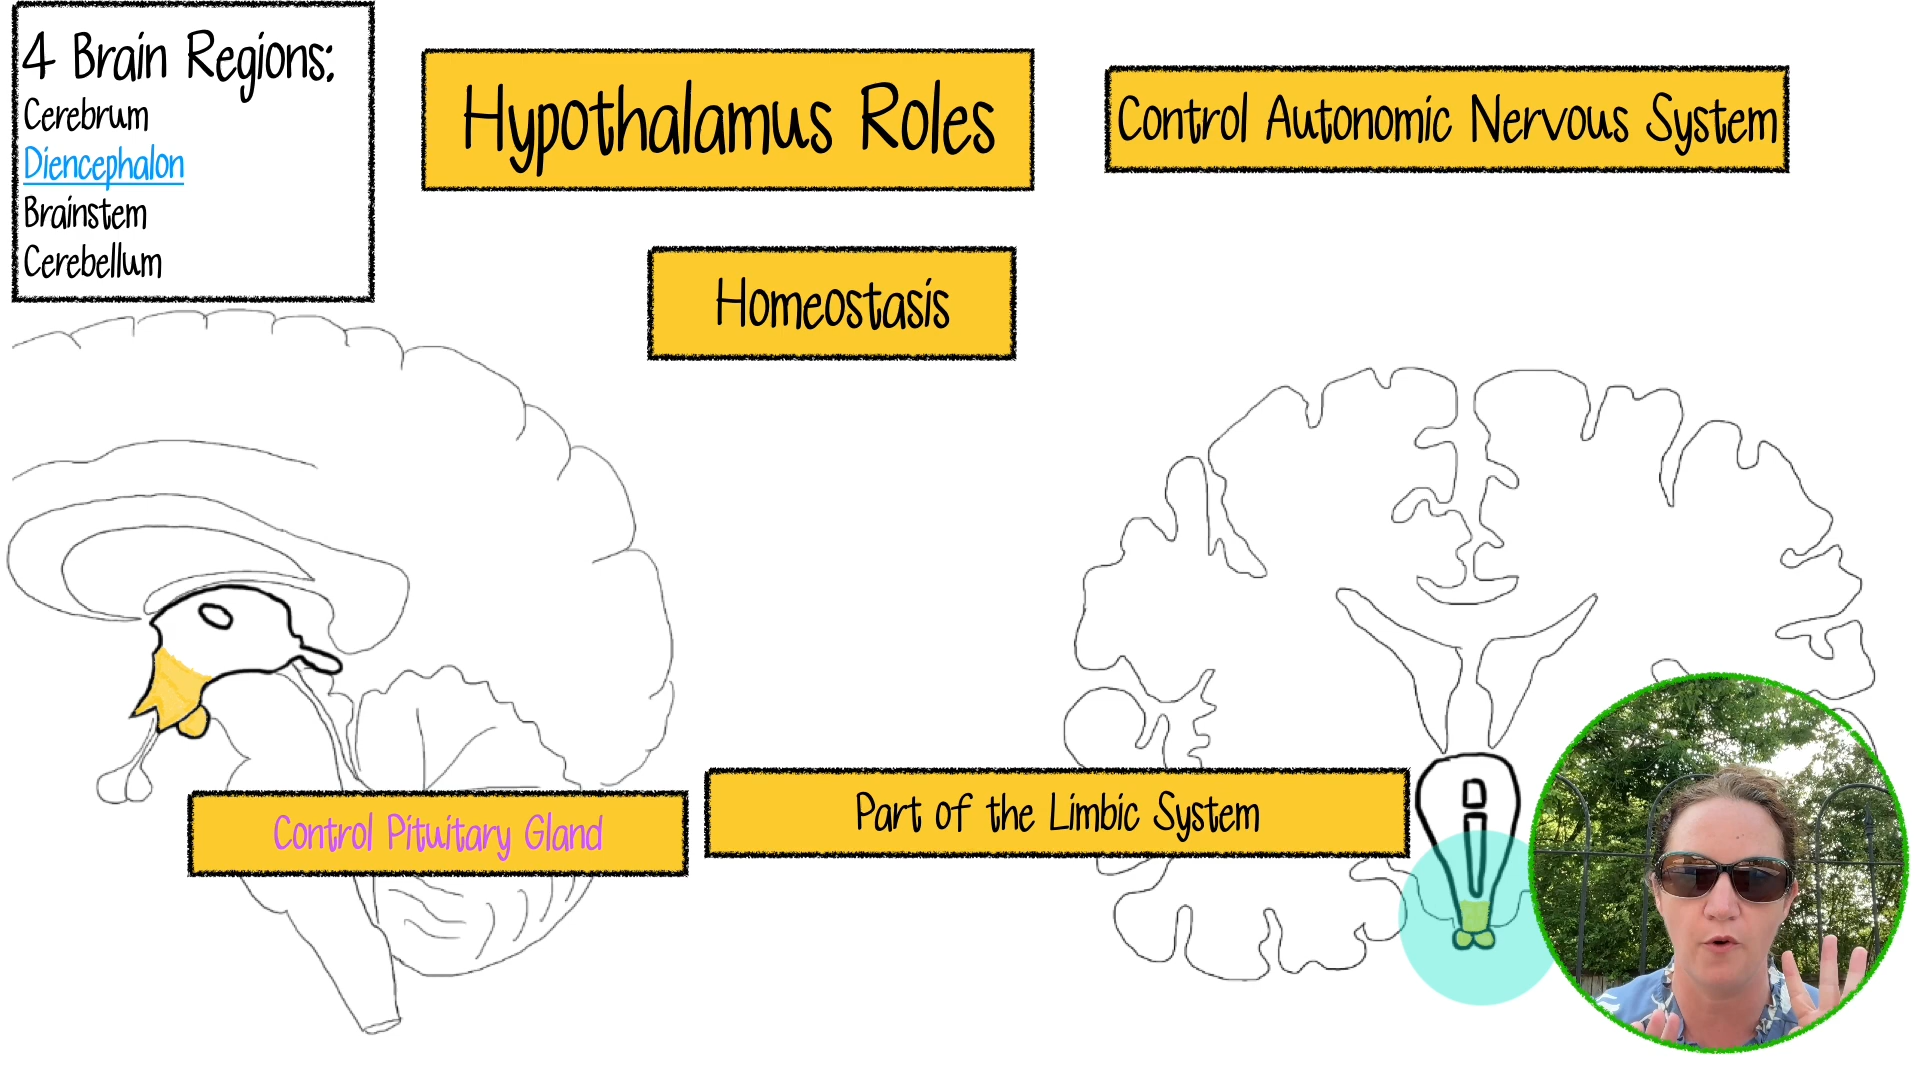 4 Brain Regions:
Cerebrum
Diencephalon
Brainstem
Cerebellum
Hypothalamus Roles
Control Autonomic Nervous System
Homeostasis
Control Pituitary Gland
Part of the Limbic System